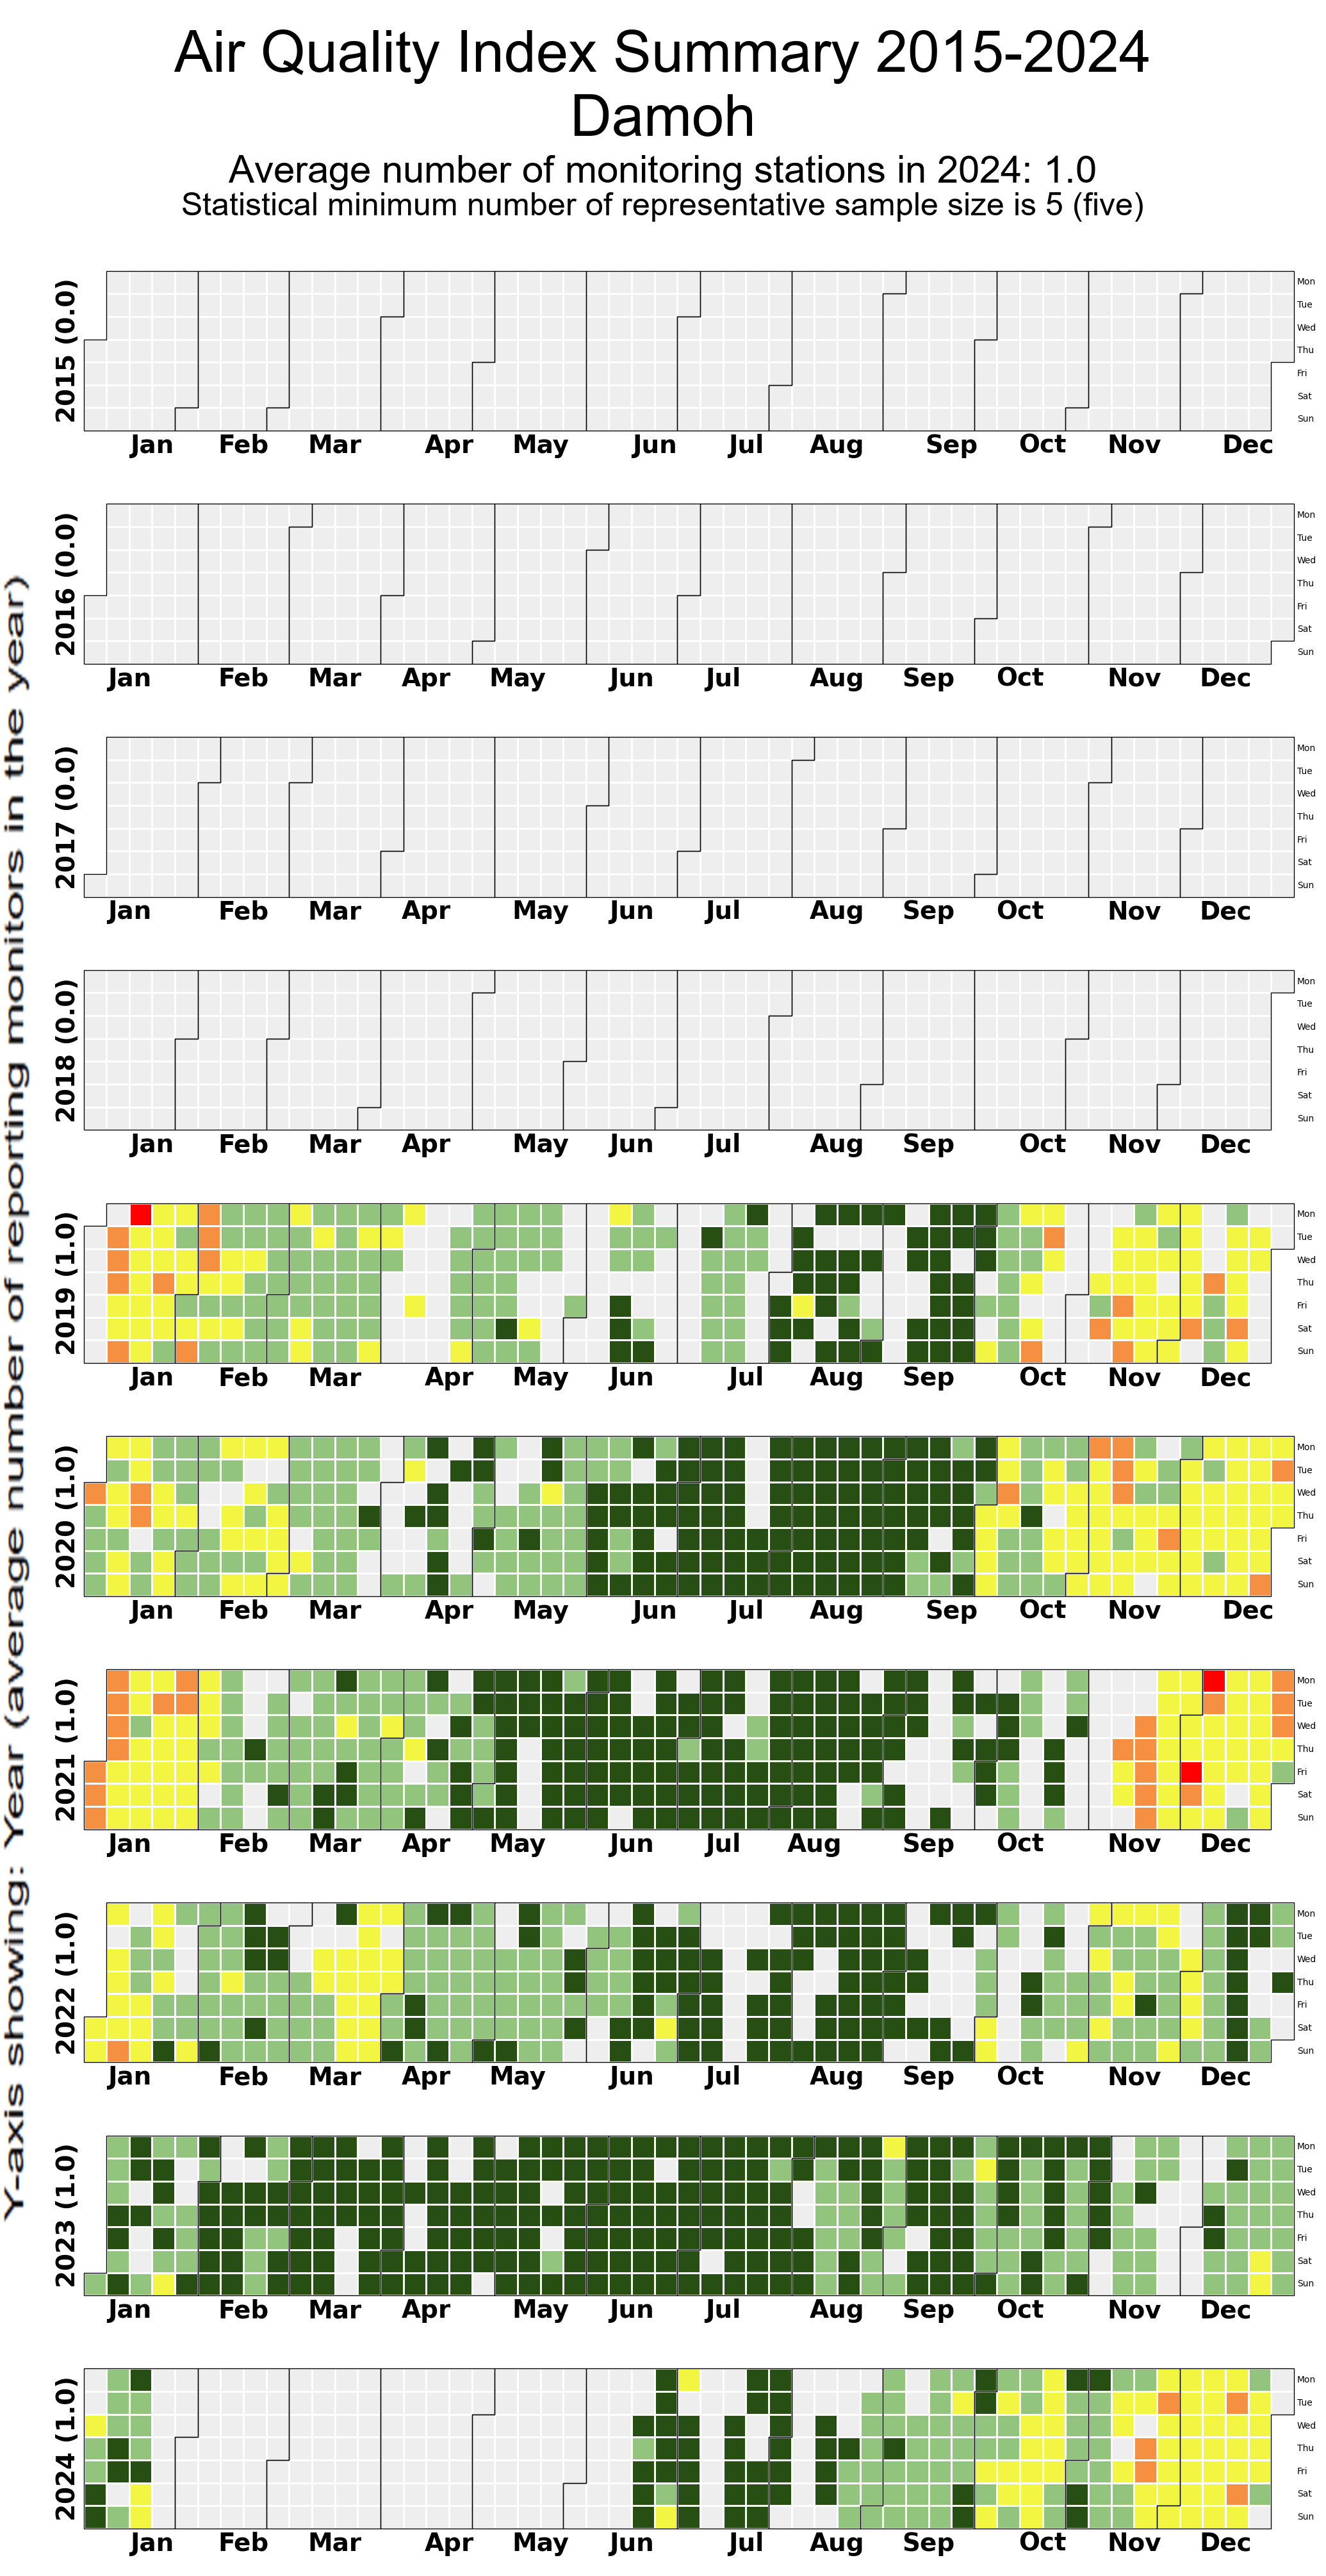 Air Quality Index Summary 2015-2024
Damoh
Average number of monitoring stations in 2024: 1.0
Statistical minimum number of representative sample size is 5 (five)
Y-axis showing: Year (average number of reporting monitors in the year)
2015 (0.0)
Mon
Tue
Wed
Thu
Fri
Sat
Sun
Jan Feb Mar Apr May Jun Jul Aug Sep Oct Nov Dec
2016 (0.0)
Mon
Tue
Wed
Thu
Fri
Sat
Sun
Jan Feb Mar Apr May Jun Jul Aug Sep Oct Nov Dec
2017 (0.0)
Mon
Tue
Wed
Thu
Fri
Sat
Sun
Jan Feb Mar Apr May Jun Jul Aug Sep Oct Nov Dec
2018 (0.0)
Mon
Tue
Wed
Thu
Fri
Sat
Sun
Jan Feb Mar Apr May Jun Jul Aug Sep Oct Nov Dec
2019 (1.0)
Mon
Tue
Wed
Thu
Fri
Sat
Sun
Jan Feb Mar Apr May Jun Jul Aug Sep Oct Nov Dec
2020 (1.0)
Mon
Tue
Wed
Thu
Fri
Sat
Sun
Jan Feb Mar Apr May Jun Jul Aug Sep Oct Nov Dec
2021 (1.0)
Mon
Tue
Wed
Thu
Fri
Sat
Sun
Jan Feb Mar Apr May Jun Jul Aug Sep Oct Nov Dec
2022 (1.0)
Mon
Tue
Wed
Thu
Fri
Sat
Sun
Jan Feb Mar Apr May Jun Jul Aug Sep Oct Nov Dec
2023 (1.0)
Mon
Tue
Wed
Thu
Fri
Sat
Sun
Jan Feb Mar Apr May Jun Jul Aug Sep Oct Nov Dec
2024 (1.0)
Mon
Tue
Wed
Thu
Fri
Sat
Sun
Jan Feb Mar Apr May Jun Jul Aug Sep Oct Nov Dec